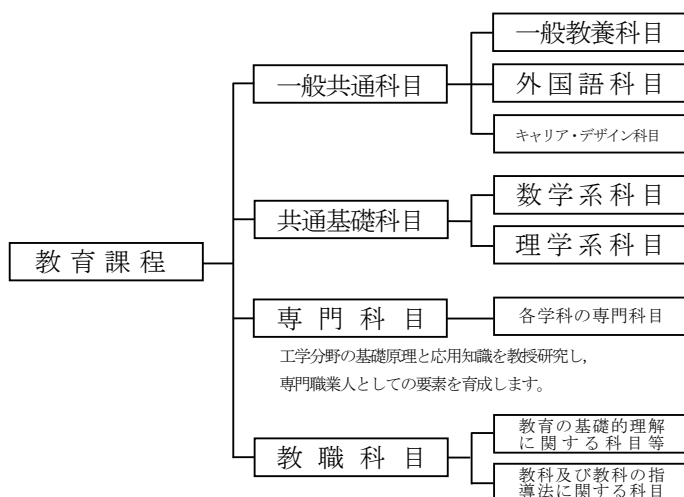 教育課程
一般共通科目
一般教養科目
外国語科目
キャリア・デザイン科目
共通基礎科目
数学系科目
理学系科目
専門科目
各学科の専門科目
工学分野の基礎原理と応用知識を教授研究し,
専門職業人としての要素を育成します。
教職科目
教育の基礎的理解
に関する科目等
教科及び教科の指
導法に関する科目